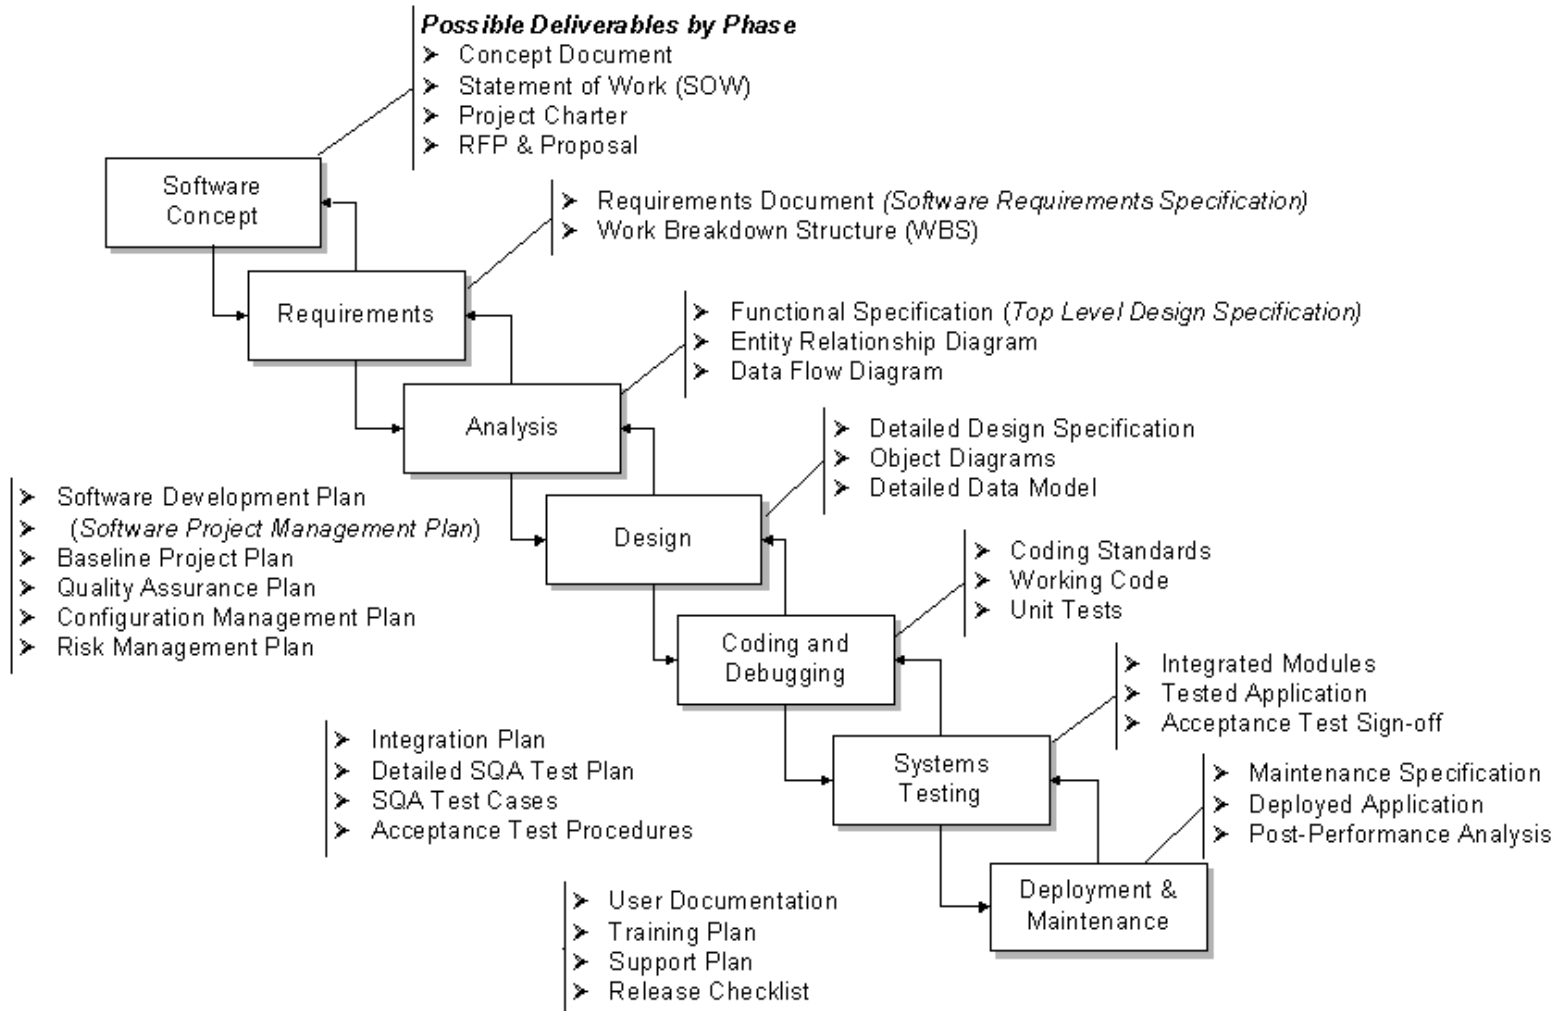 Possible Deliverables by Phase
➤ Concept Document
➤ Statement of Work (SOW)
➤ Project Charter
➤ RFP & Proposal
Software
Concept
➤ Requirements Document (Software Requirements Specification)
➤ Work Breakdown Structure (WBS)
Requirements
➤ Functional Specification (Top Level Design Specification)
➤ Entity Relationship Diagram
➤ Data Flow Diagram
Analysis
➤ Detailed Design Specification
➤ Object Diagrams
➤ Detailed Data Model
➤ Software Development Plan
➤ (Software Project Management Plan)
➤ Baseline Project Plan
➤ Quality Assurance Plan
➤ Configuration Management Plan
➤ Risk Management Plan
Design
➤ Coding Standards
➤ Working Code
➤ Unit Tests
Coding and
Debugging
➤ Integrated Modules
➤ Tested Application
➤ Acceptance Test Sign-off
➤ Integration Plan
➤ Detailed SQA Test Plan
➤ SQA Test Cases
➤ Acceptance Test Procedures
Systems
Testing
➤ Maintenance Specification
➤ Deployed Application
➤ Post-Performance Analysis
➤ User Documentation
➤ Training Plan
➤ Support Plan
➤ Release Checklist
Deployment &
Maintenance